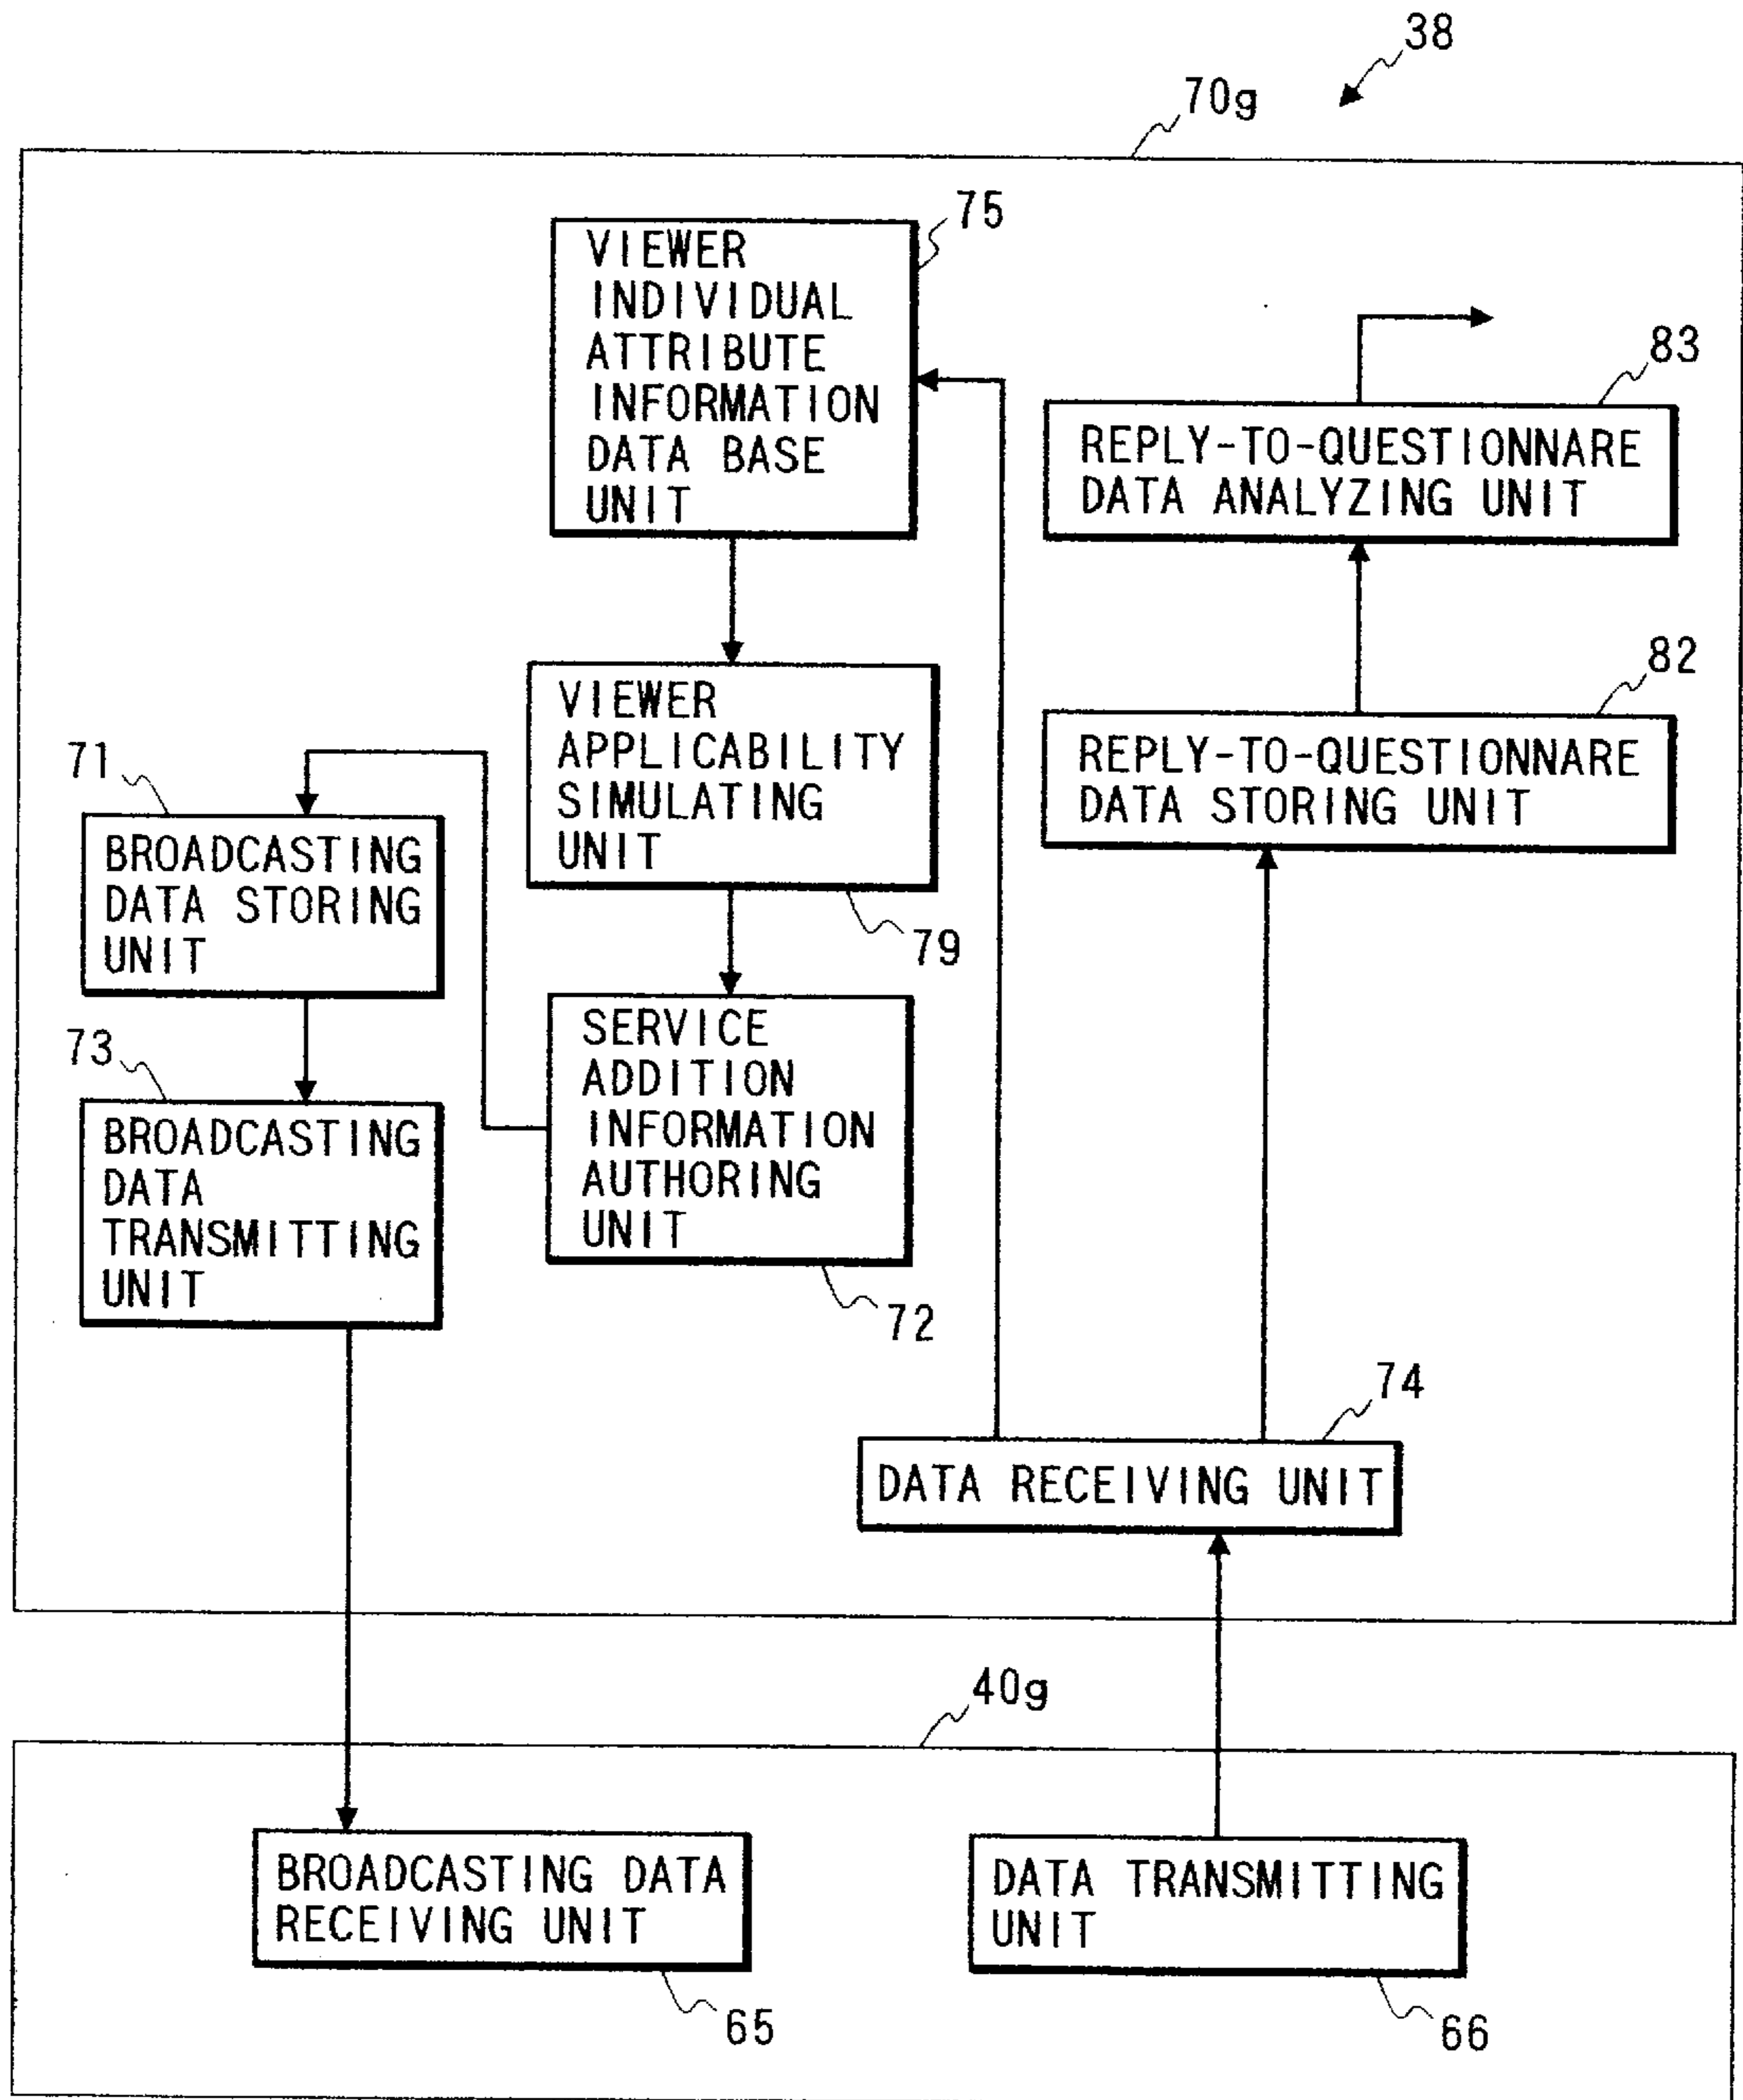 38
70g
75
VIEWER
INDIVIDUAL
ATTRIBUTE
INFORMATION
DATA BASE
UNIT
83
REPLY-TO-QUESTIONNARE
DATA ANALYZING UNIT
82
REPLY-TO-QUESTIONNARE
DATA STORING UNIT
VIEWER
APPLICABILITY
SIMULATING
UNIT
79
71
BROADCASTING
DATA STORING
UNIT
73
BROADCASTING
DATA
TRANSMITTING
UNIT
SERVICE
ADDITION
INFORMATION
AUTHORING
UNIT
72
74
DATA RECEIVING UNIT
40g
BROADCASTING DATA
RECEIVING UNIT
65
DATA TRANSMITTING
UNIT
66